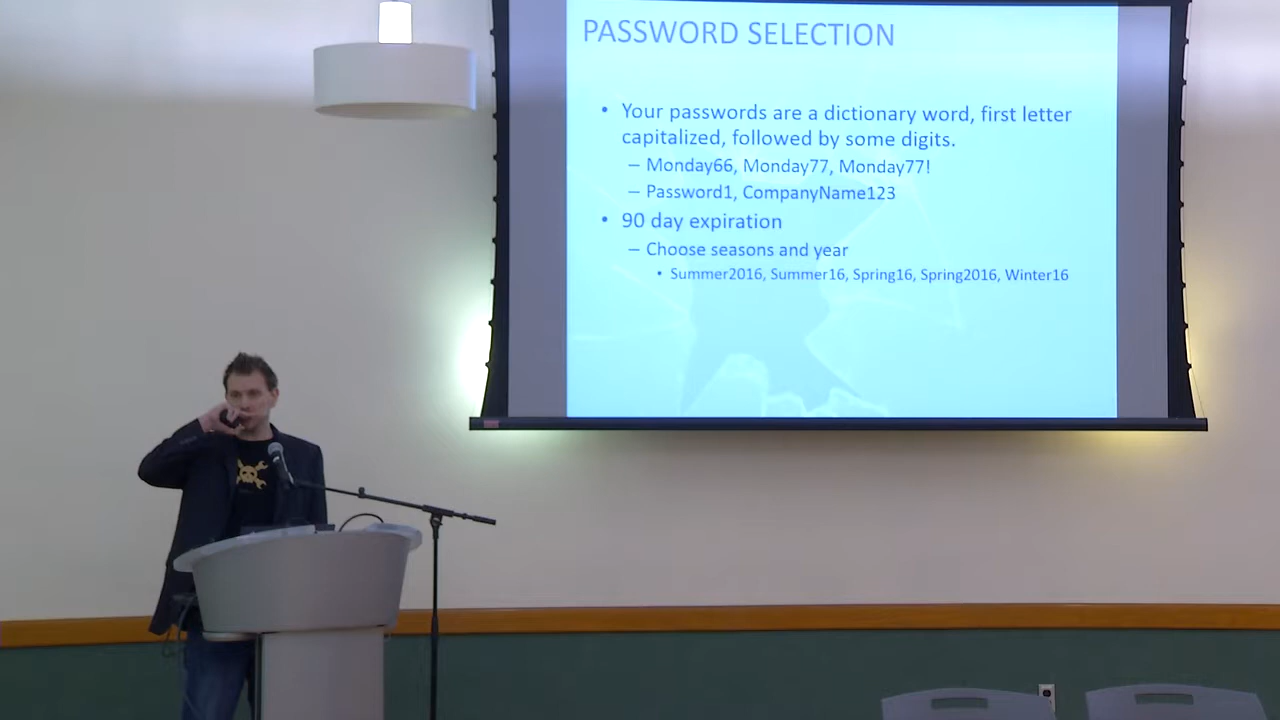 PASSWORD SELECTION
• Your passwords are a dictionary word, first letter
capitalized, followed by some digits.
– Monday66, Monday77, Monday77!
– Password1, CompanyName123
• 90 day expiration
– Choose seasons and year
• Summer2016, Summer16, Spring16, Spring2016, Winter16